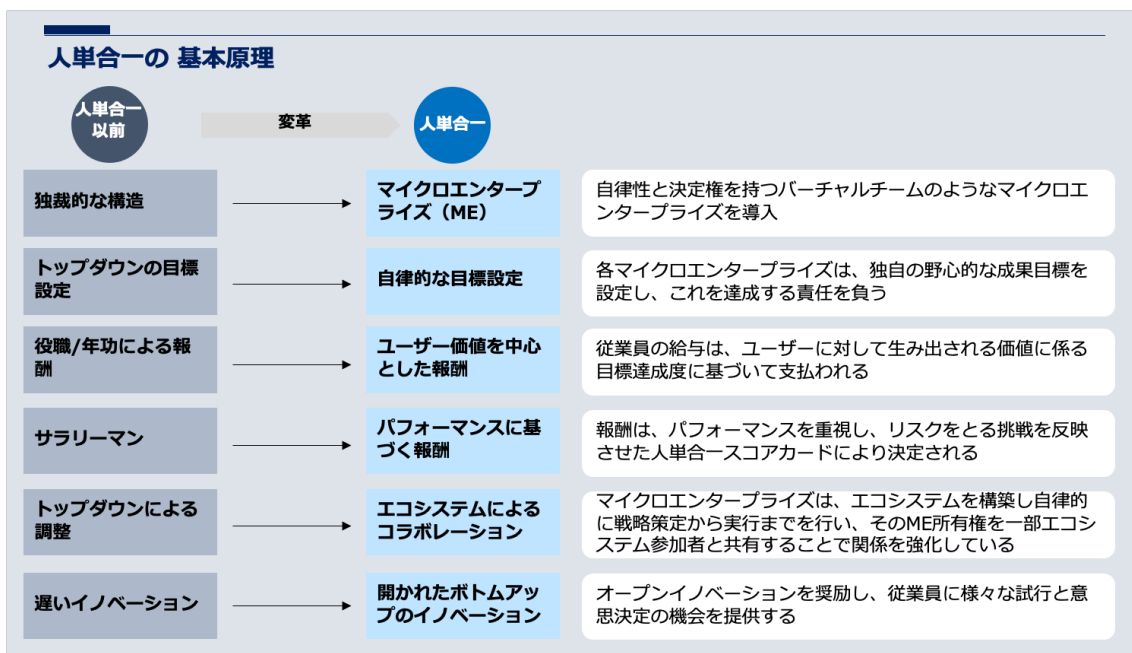 人単合一の 基本原理
人単合一
以前
変革
人単合一
独裁的な構造
マイクロエンタープ
ライズ（ME）
自律性と決定権を持つバーチャルチームのようなマイクロエ
ンタープライズを導入
トップダウンの目標
設定
自律的な目標設定
各マイクロエンタープライズは、独自の野心的な成果目標を
設定し、これを達成する責任を負う
役職/年功による報
酬
ユーザー価値を中心
とした報酬
従業員の給与は、ユーザーに対して生み出される価値に係る
目標達成度に基づいて支払われる
サラリーマン
パフォーマンスに基
づく報酬
報酬は、パフォーマンスを重視し、リスクをとる挑戦を反映
させた人単合一スコアカードにより決定される
トップダウンによる
調整
エコシステムによる
コラボレーション
マイクロエンタープライズは、エコシステムを構築し自律的
に戦略策定から実行までを行い、そのME所有権を一部エコシ
ステム参加者と共有することで関係を強化している
遅いイノベーション
開かれたボトムアッ
プのイノベーション
オープンイノベーションを奨励し、従業員に様々な試行と意
思決定の機会を提供する